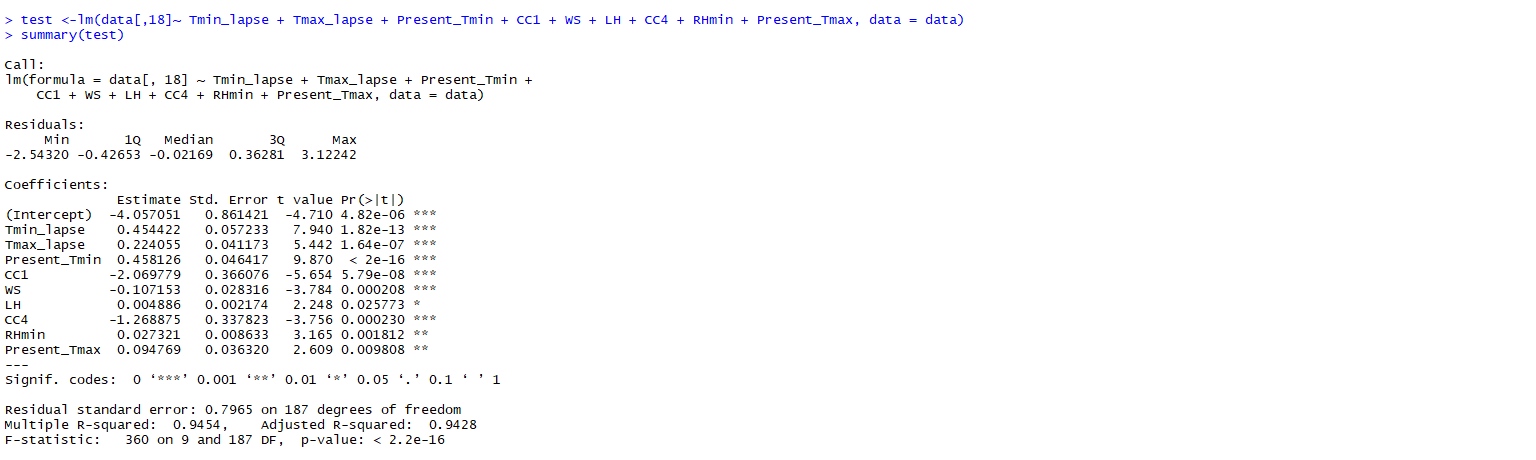 > test <-lm(data[,18]~ Tmin_lapse + Tmax_lapse + Present_Tmin + CC1 + WS + LH + CC4 + RHmin + Present_Tmax, data = data)
> summary(test)
Call:
lm(formula = data[, 18] ~ Tmin_lapse + Tmax_lapse + Present_Tmin +
    CC1 + WS + LH + CC4 + RHmin + Present_Tmax, data = data)
Residuals:
     Min       1Q   Median       3Q      Max
-2.54320 -0.42653 -0.02169  0.36281  3.12242
Coefficients:
              Estimate Std. Error t value Pr(>|t|)
(Intercept)  -4.057051   0.861421  -4.710 4.82e-06 ***
Tmin_lapse    0.454422   0.057233   7.940 1.82e-13 ***
Tmax_lapse    0.224055   0.041173   5.442 1.64e-07 ***
Present_Tmin  0.458126   0.046417   9.870  < 2e-16 ***
CC1          -2.069779   0.366076  -5.654 5.79e-08 ***
WS           -0.107153   0.028316  -3.784 0.000208 ***
LH            0.004886   0.002174   2.248 0.025773 *
CC4          -1.268875   0.337823  -3.756 0.000230 ***
RHmin         0.027321   0.008633   3.165 0.001812 **
Present_Tmax  0.094769   0.036320   2.609 0.009808 **
---
Signif. codes:  0 ‘***’ 0.001 ‘**’ 0.01 ‘*’ 0.05 ‘.’ 0.1 ‘ ’ 1
Residual standard error: 0.7965 on 187 degrees of freedom
Multiple R-squared:  0.9454,    Adjusted R-squared:  0.9428
F-statistic:   360 on 9 and 187 DF,  p-value: < 2.2e-16